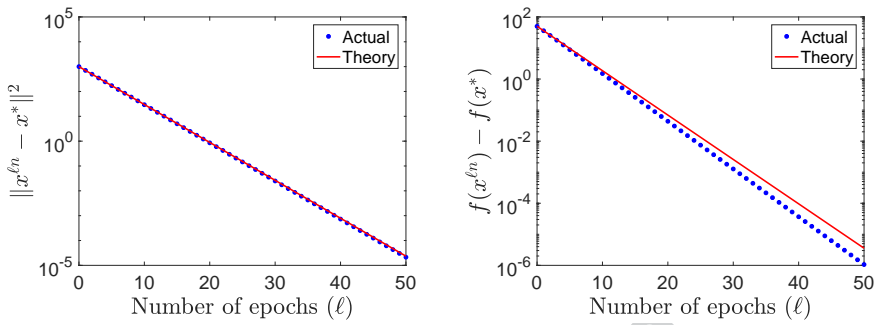 10^5
10^0
10^-5
0 10 20 30 40 50
Number of epochs (ℓ)
‖x^{ℓn} − x^*‖^2
Actual
Theory
10^2
10^0
10^-2
10^-4
10^-6
0 10 20 30 40 50
Number of epochs (ℓ)
f(x^{ℓn}) − f(x^*)
Actual
Theory